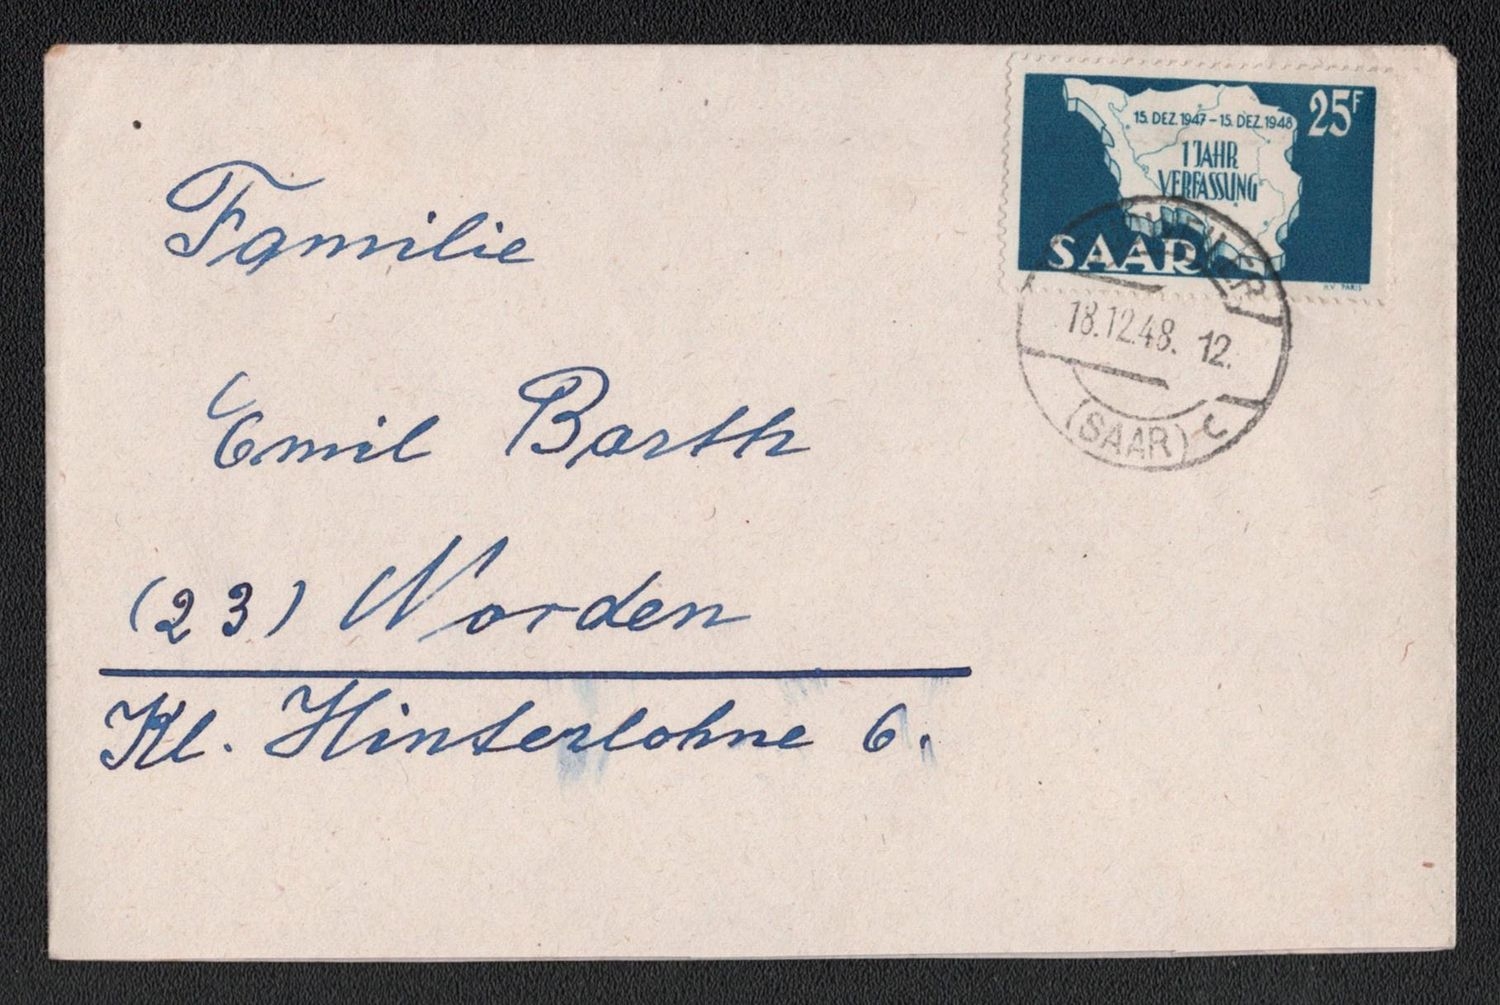 15. DEZ. 1947 – 15. DEZ. 1948
25F
1 JAHR
VERFASSUNG
SAAR
H.V. PARIS
18.12.48. 12.
(SAAR) c
Familie
Emil Barth
(23) Norden
Kl. Hinterlohne 6.